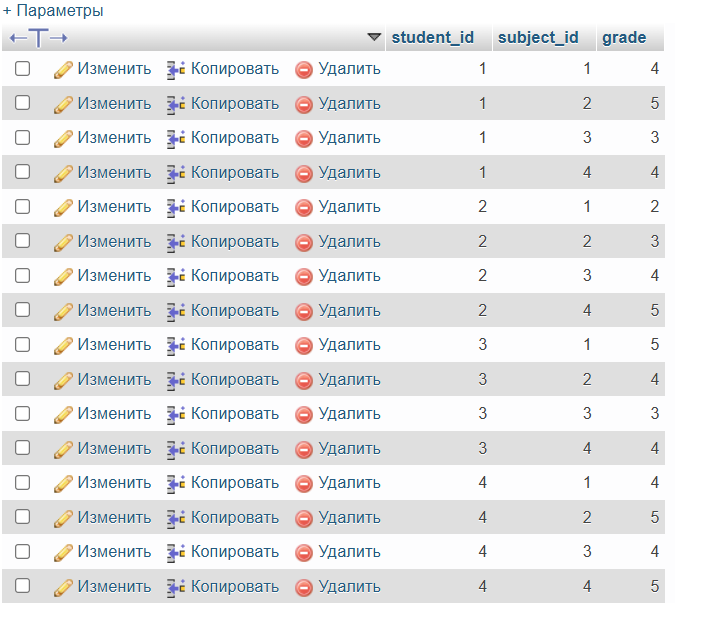 + Параметры
←T→ student_id subject_id grade
Изменить Копировать Удалить 1 1 4
Изменить Копировать Удалить 1 2 5
Изменить Копировать Удалить 1 3 3
Изменить Копировать Удалить 1 4 4
Изменить Копировать Удалить 2 1 2
Изменить Копировать Удалить 2 2 3
Изменить Копировать Удалить 2 3 4
Изменить Копировать Удалить 2 4 5
Изменить Копировать Удалить 3 1 5
Изменить Копировать Удалить 3 2 4
Изменить Копировать Удалить 3 3 3
Изменить Копировать Удалить 3 4 4
Изменить Копировать Удалить 4 1 4
Изменить Копировать Удалить 4 2 5
Изменить Копировать Удалить 4 3 4
Изменить Копировать Удалить 4 4 5